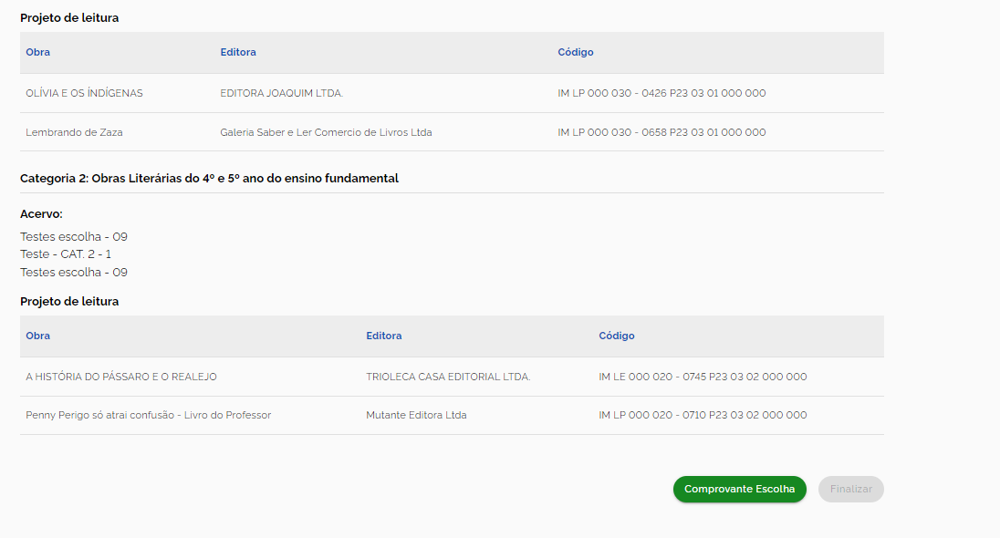 Projeto de leitura
Obra Editora Código
OLÍVIA E OS ÍNDÍGENAS EDITORA JOAQUIM LTDA. IM LP 000 030 - 0426 P23 03 01 000 000
Lembrando de Zaza Galeria Saber e Ler Comercio de Livros Ltda IM LP 000 030 - 0658 P23 03 01 000 000
Categoria 2: Obras Literárias do 4º e 5º ano do ensino fundamental
Acervo:
Testes escolha - 09
Teste - CAT. 2 - 1
Testes escolha - 09
Projeto de leitura
Obra Editora Código
A HISTÓRIA DO PÁSSARO E O REALEJO TRIOLECA CASA EDITORIAL LTDA. IM LE 000 020 - 0745 P23 03 02 000 000
Penny Perigo só atrai confusão - Livro do Professor Mutante Editora Ltda IM LP 000 020 - 0710 P23 03 02 000 000
Comprovante Escolha Finalizar